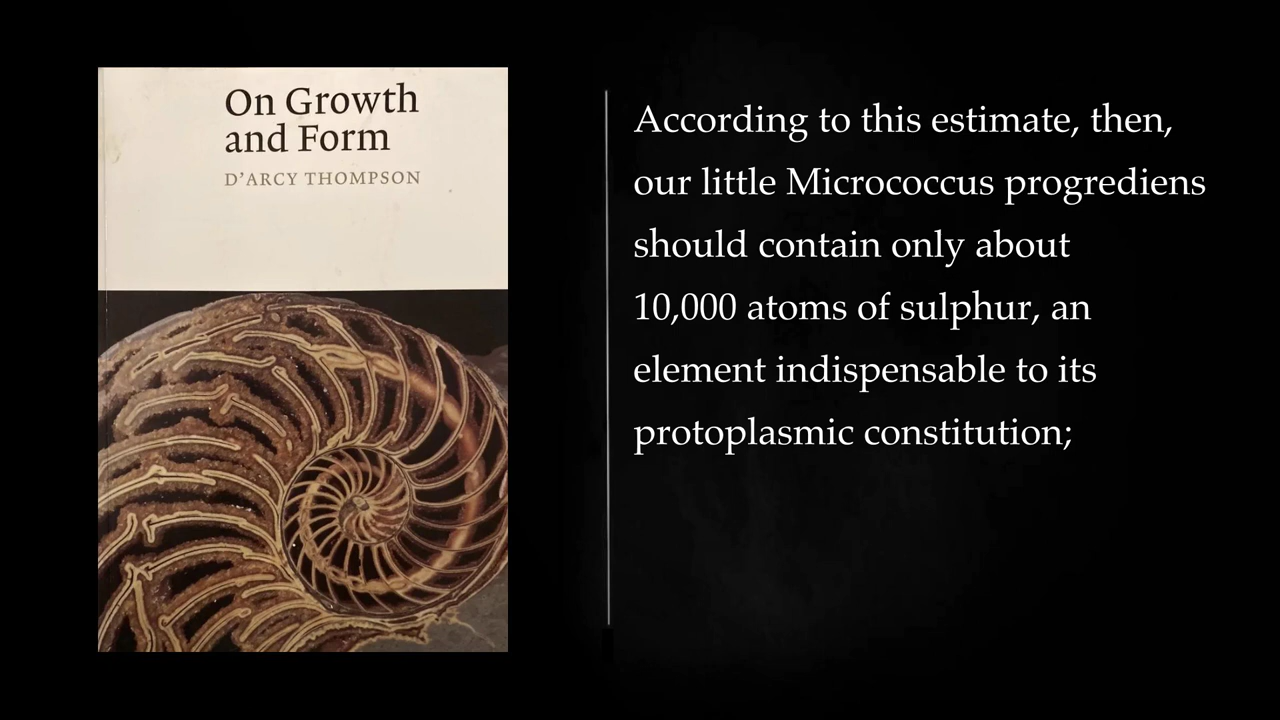 On Growth
and Form
D'ARCY THOMPSON
According to this estimate, then,
our little Micrococcus progrediens
should contain only about
10,000 atoms of sulphur, an
element indispensable to its
protoplasmic constitution;